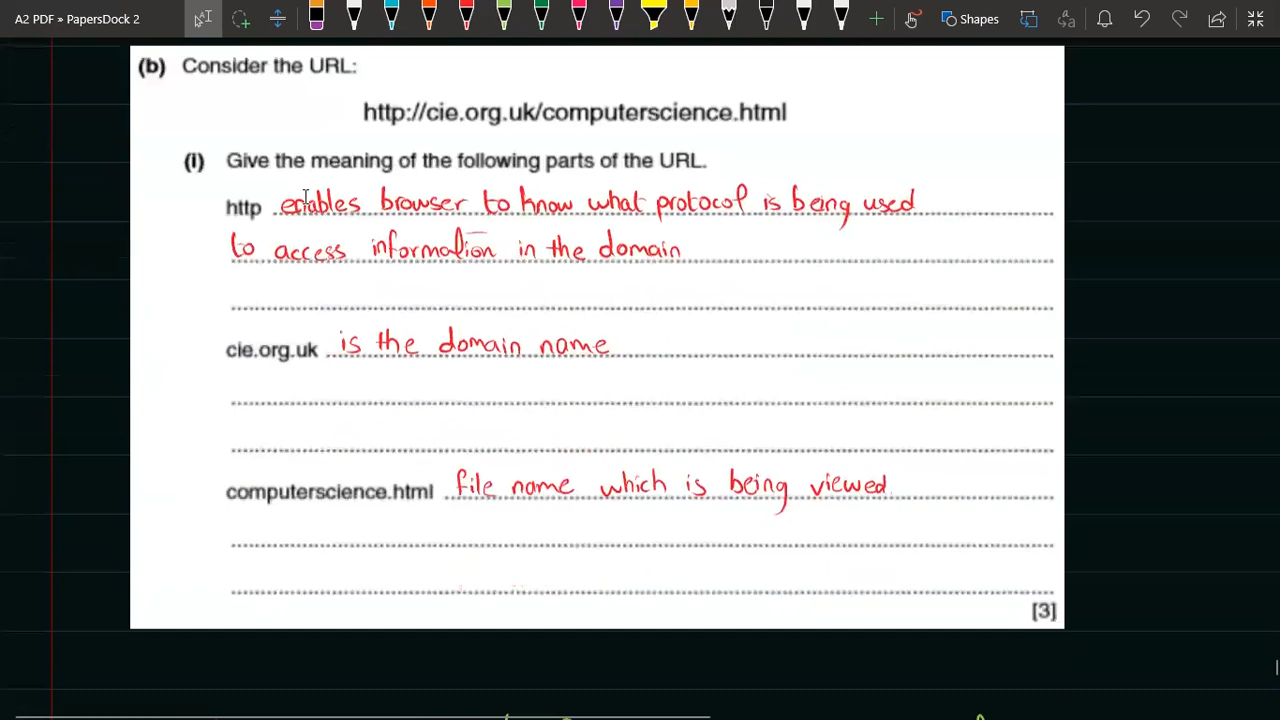 A2 PDF » PapersDock 2
Shapes
(b) Consider the URL:
http://cie.org.uk/computerscience.html
(i) Give the meaning of the following parts of the URL.
http enables browser to know what protocol is being used
to access information in the domain
cie.org.uk is the domain name
computerscience.html file name which is being viewed.
[3]